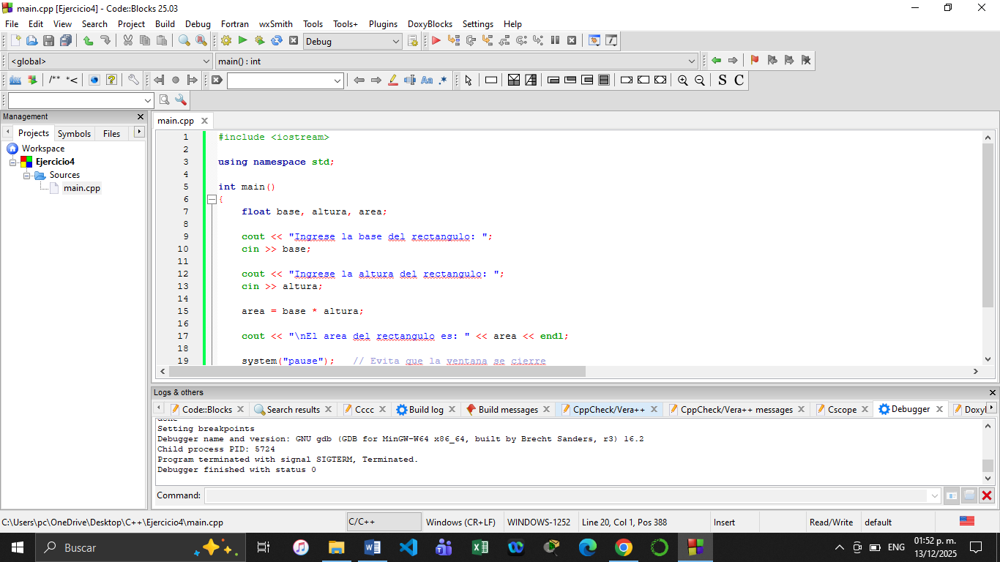 main.cpp [Ejercicio4] - Code::Blocks 25.03
File Edit View Search Project Build Debug Fortran wxSmith Tools Tools+ Plugins DoxyBlocks Settings Help
Debug
<global>
main() : int
/** *<
Aa .*
S C
Management
Projects Symbols Files
Workspace
Ejercicio4
Sources
main.cpp
main.cpp
1 #include <iostream>
2
3 using namespace std;
4
5 int main()
6 {
7 float base, altura, area;
8
9 cout << "Ingrese la base del rectangulo: ";
10 cin >> base;
11
12 cout << "Ingrese la altura del rectangulo: ";
13 cin >> altura;
14
15 area = base * altura;
16
17 cout << "\nEl area del rectangulo es: " << area << endl;
18
19 system("pause"); // Evita que la ventana se cierre
Logs & others
Code::Blocks Search results Cccc Build log Build messages CppCheck/Vera++ CppCheck/Vera++ messages Cscope Debugger Doxyl
done
Setting breakpoints
Debugger name and version: GNU gdb (GDB for MinGW-W64 x86_64, built by Brecht Sanders, r3) 16.2
Child process PID: 5724
Program terminated with signal SIGTERM, Terminated.
Debugger finished with status 0
Command:
C:\Users\pc\OneDrive\Desktop\C++\Ejercicio4\main.cpp C/C++ Windows (CR+LF) WINDOWS-1252 Line 20, Col 1, Pos 388 Insert Read/Write default
Buscar
ENG
01:52 p. m.
13/12/2025